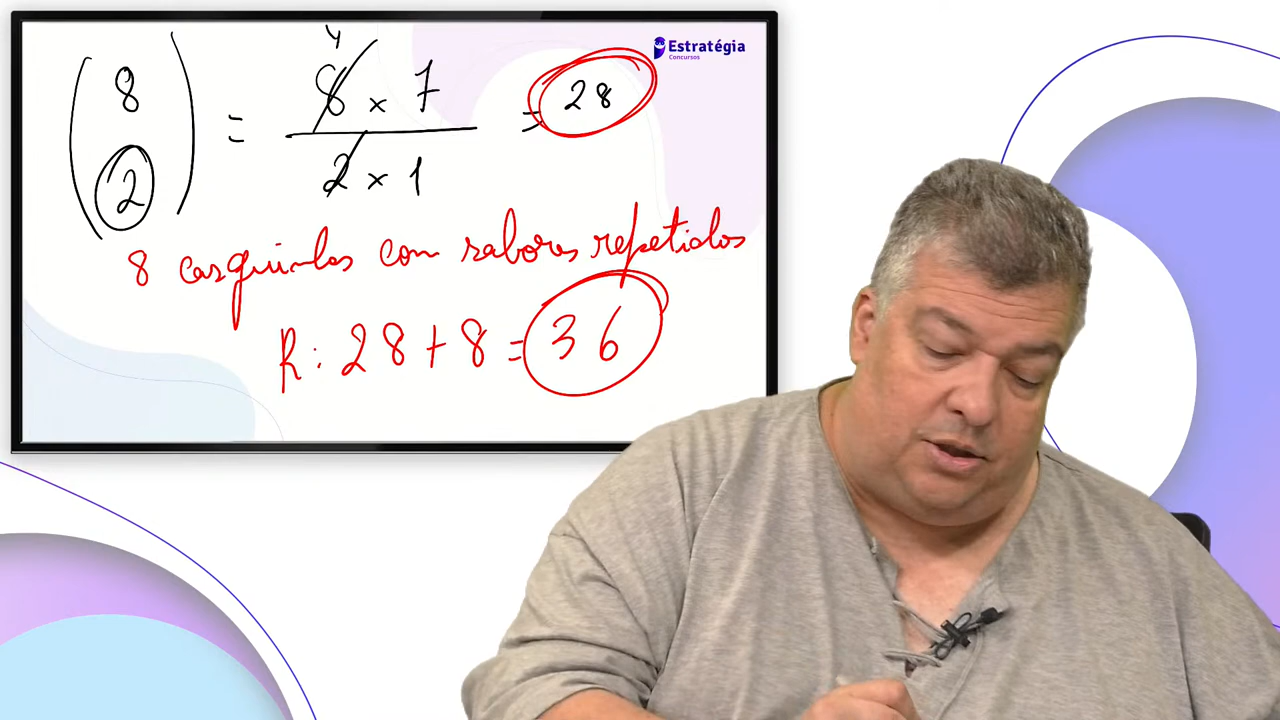 Estratégia
Concursos
(8 2) = 8 × 7 / 2 × 1 = 28
4
8 casquinhas com sabores repetidos
R: 28 + 8 = 36